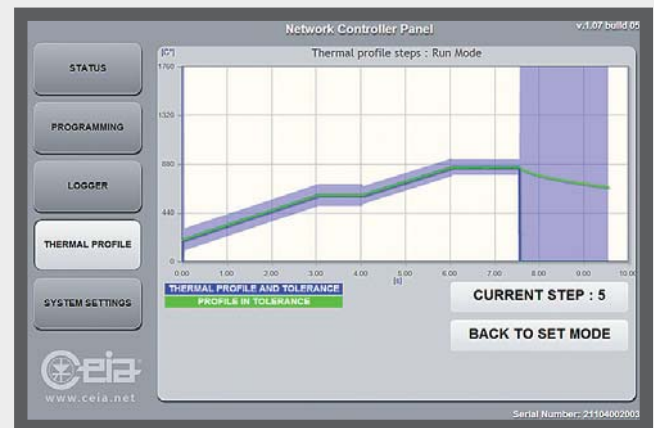 Network Controller Panel
v.1.07 build 05
STATUS
PROGRAMMING
LOGGER
THERMAL PROFILE
SYSTEM SETTINGS
Ceia
www.ceia.net
Thermal profile steps : Run Mode
[C°]
1760
1320
880
440
0
0.00 1.00 2.00 3.00 4.00 5.00 6.00 7.00 8.00 9.00 10.00
[s]
THERMAL PROFILE AND TOLERANCE
PROFILE IN TOLERANCE
CURRENT STEP : 5
BACK TO SET MODE
Serial Number: 21104002003